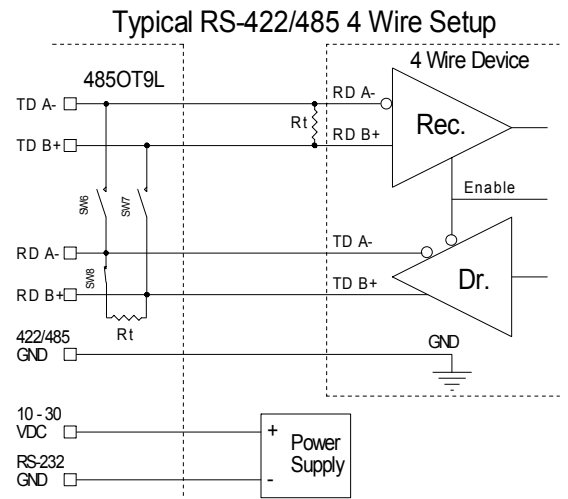 Typical RS-422/485 4 Wire Setup
4 Wire Device
485OT9L
TD A-
RD A-
Rt
Rec.
TD B+
RD B+
SW6
SW7
Enable
RD A-
TD A-
SW8
Dr.
RD B+
TD B+
Rt
422/485
GND
GND
10 - 30
VDC
+
Power
Supply
RS-232
GND
-